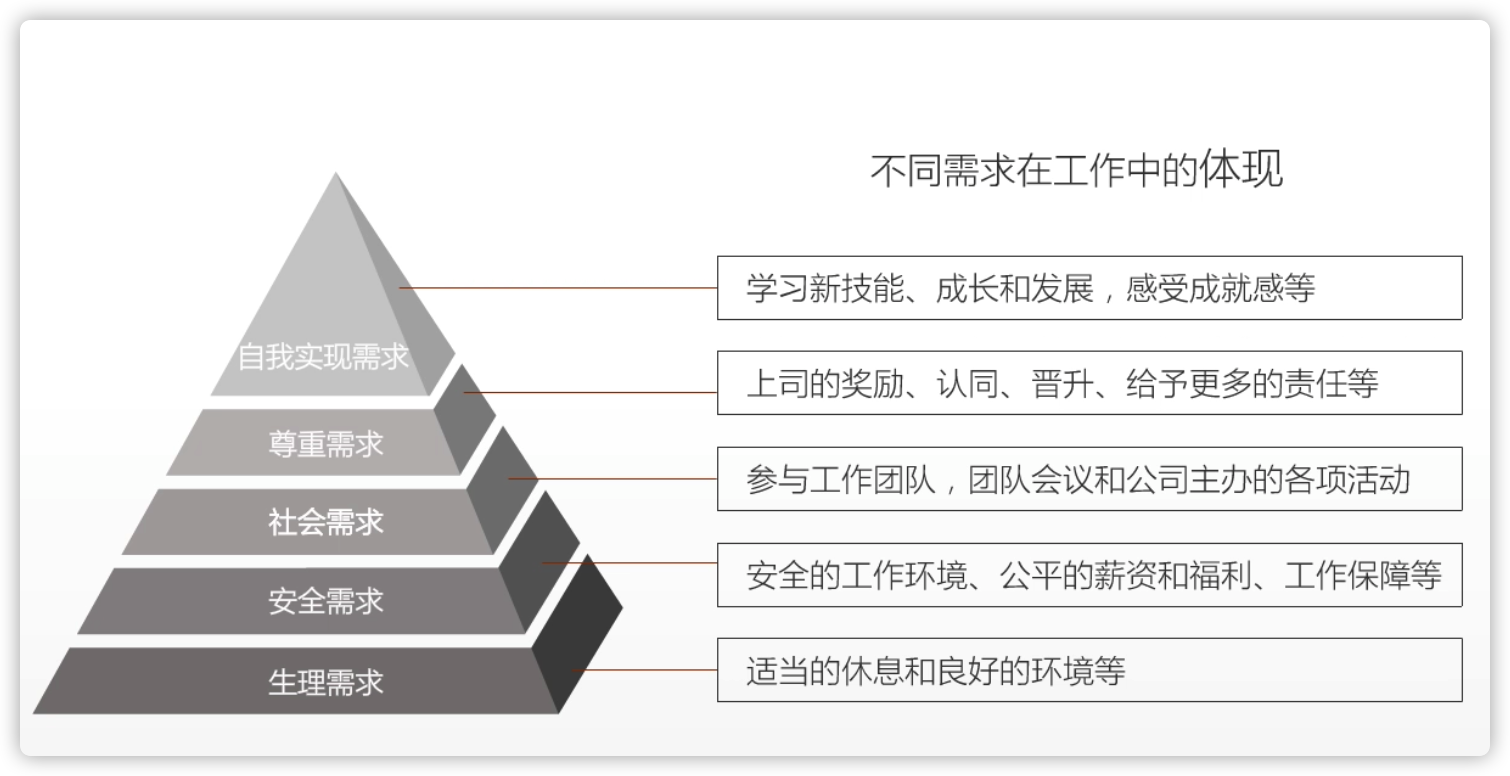 不同需求在工作中的体现
自我实现需求
学习新技能、成长和发展，感受成就感等
尊重需求
上司的奖励、认同、晋升、给予更多的责任等
社会需求
参与工作团队，团队会议和公司主办的各项活动
安全需求
安全的工作环境、公平的薪资和福利、工作保障等
生理需求
适当的休息和良好的环境等